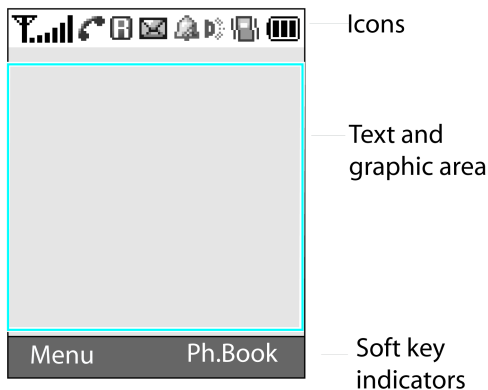 Icons
Text and
graphic area
Menu Ph.Book
Soft key
indicators